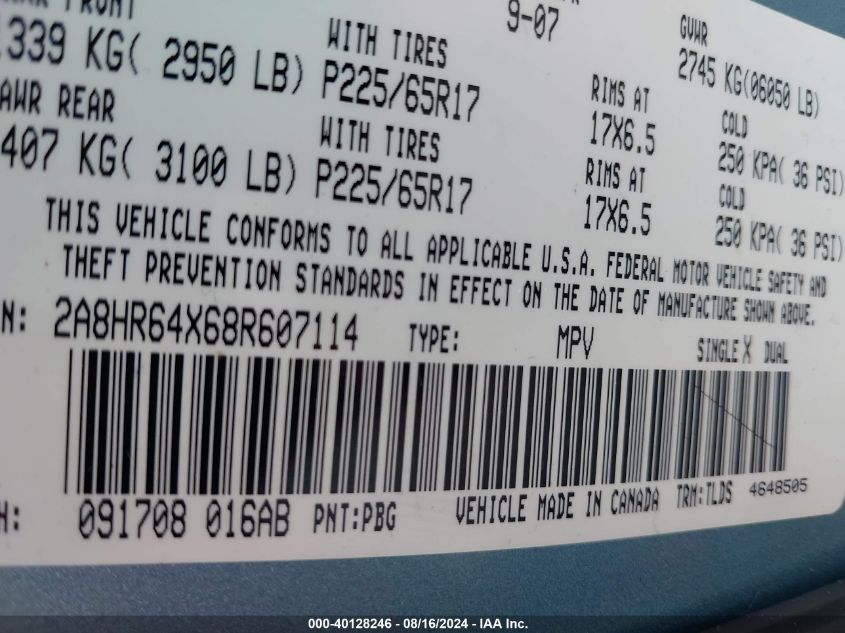 FRONT
9-07
GVWR
1339 KG( 2950 LB) WITH TIRES P225/65R17 RIMS AT 17X6.5 2745 KG(06050 LB) COLD 250 KPA( 36 PSI)
REAR
407 KG( 3100 LB) WITH TIRES P225/65R17 RIMS AT 17X6.5 COLD 250 KPA( 36 PSI)
THIS VEHICLE CONFORMS TO ALL APPLICABLE U.S.A. FEDERAL MOTOR VEHICLE SAFETY AND
THEFT PREVENTION STANDARDS IN EFFECT ON THE DATE OF MANUFACTURE SHOWN ABOVE.
N: 2A8HR64X68R607114 TYPE: MPV SINGLE X DUAL
H: 091708 016AB PNT:PBG VEHICLE MADE IN CANADA TRM:TLDS 4648505
000-40128246 - 08/16/2024 - IAA Inc.